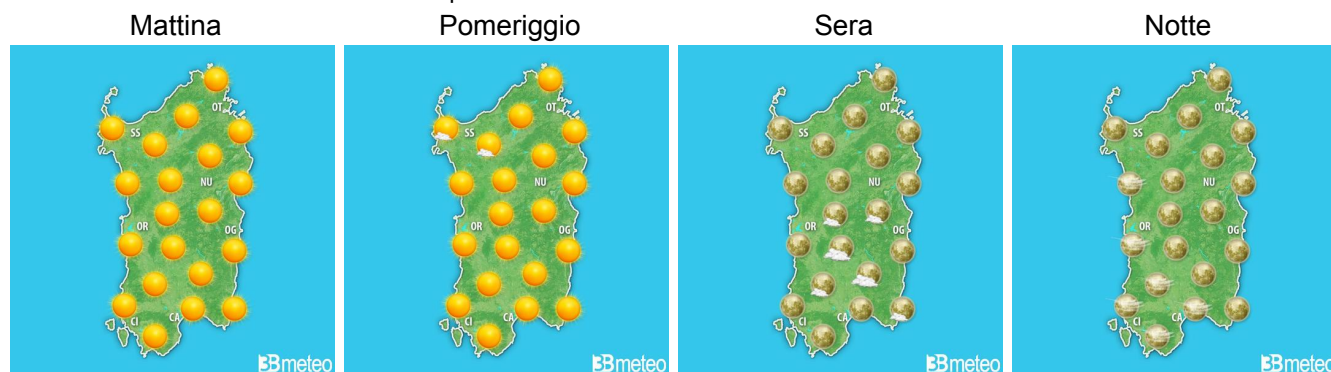 Mattina
Pomeriggio
Sera
Notte
OT
SS
NU
OR
OG
CI
CA
3Bmeteo
OT
SS
NU
OR
OG
CI
CA
3Bmeteo
OT
SS
NU
OR
OG
CI
CA
3Bmeteo
OT
SS
NU
OR
OG
CI
CA
3Bmeteo